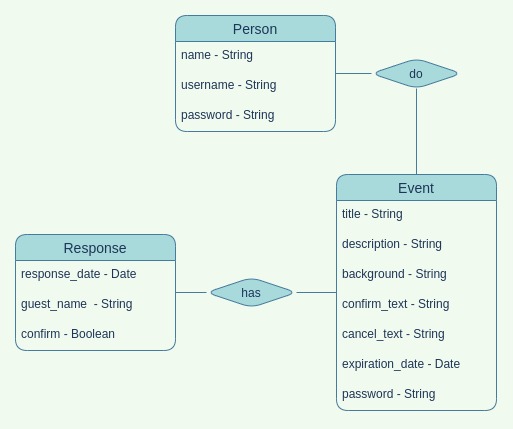 Person
name - String
username - String
password - String
do
Event
title - String
description - String
background - String
confirm_text - String
cancel_text - String
expiration_date - Date
password - String
Response
response_date - Date
guest_name  - String
confirm - Boolean
has